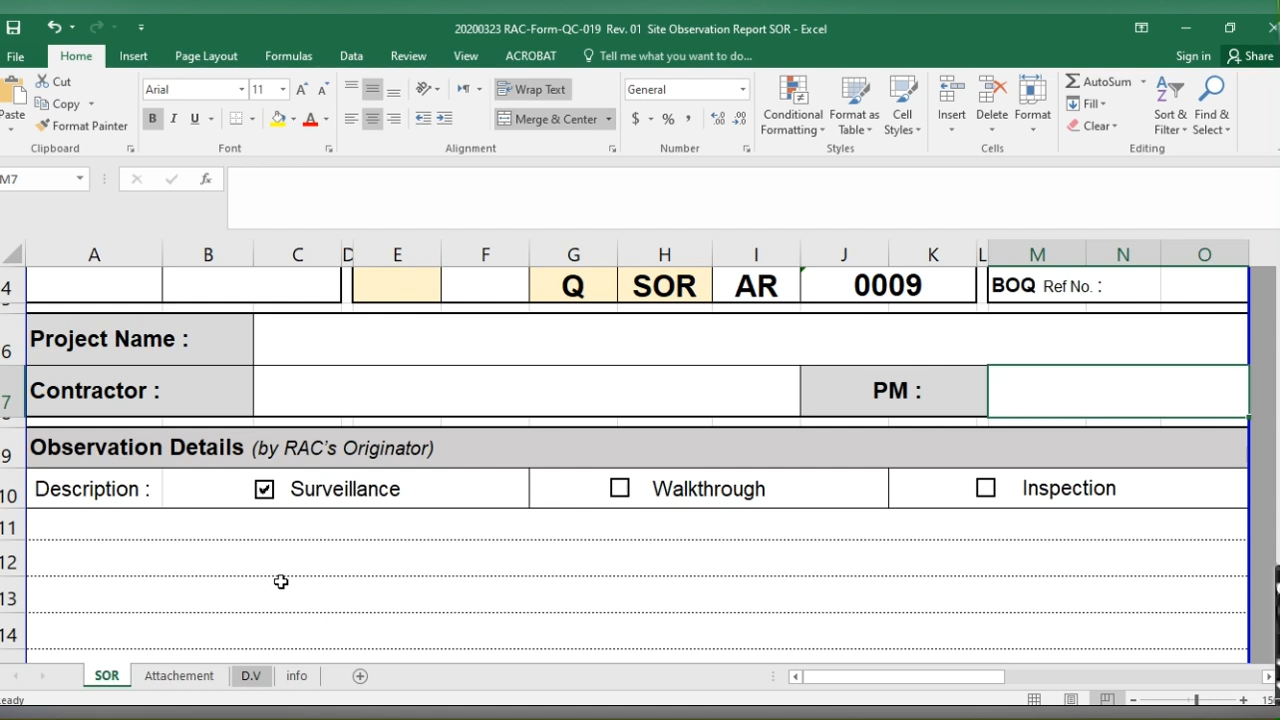 20200323 RAC-Form-QC-019 Rev. 01 Site Observation Report SOR - Excel
File Home Insert Page Layout Formulas Data Review View ACROBAT Tell me what you want to do... Sign in Share
Paste Cut Copy Format Painter Clipboard
Arial 11 B I U A Font
Wrap Text Merge & Center Alignment
General $ % Number
Conditional Formatting Format as Table Cell Styles Styles
Insert Delete Format Cells
AutoSum Fill Clear Sort & Filter Find & Select Editing
M7 fx
A B C D E F G H I J K L M N O
4 Q SOR AR 0009 BOQ Ref No. :
6 Project Name :
7 Contractor : PM :
9 Observation Details (by RAC’s Originator)
10 Description : Surveillance Walkthrough Inspection
11
12
13
14
SOR Attachement D.V info